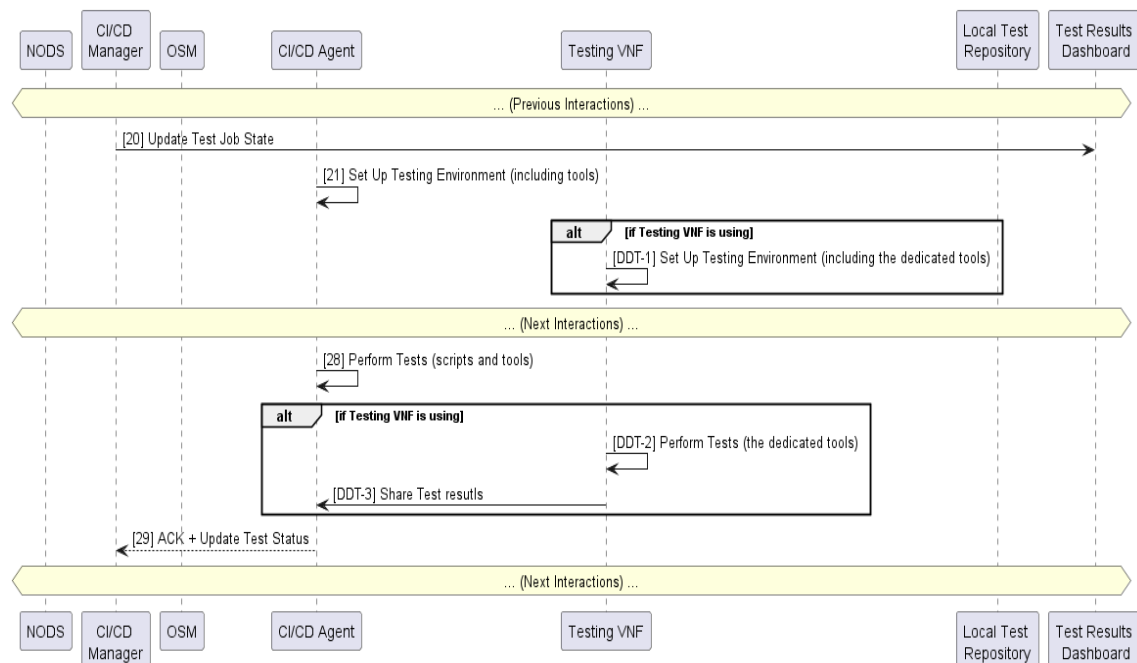 NODS
CI/CD
Manager
OSM
CI/CD Agent
Testing VNF
Local Test
Repository
Test Results
Dashboard
... (Previous Interactions) ...
[20] Update Test Job State
[21] Set Up Testing Environment (including tools)
alt [if Testing VNF is using]
[DDT-1] Set Up Testing Environment (including the dedicated tools)
... (Next Interactions) ...
[28] Perform Tests (scripts and tools)
alt [if Testing VNF is using]
[DDT-2] Perform Tests (the dedicated tools)
[DDT-3] Share Test resutls
[29] ACK + Update Test Status
... (Next Interactions) ...
NODS
CI/CD
Manager
OSM
CI/CD Agent
Testing VNF
Local Test
Repository
Test Results
Dashboard